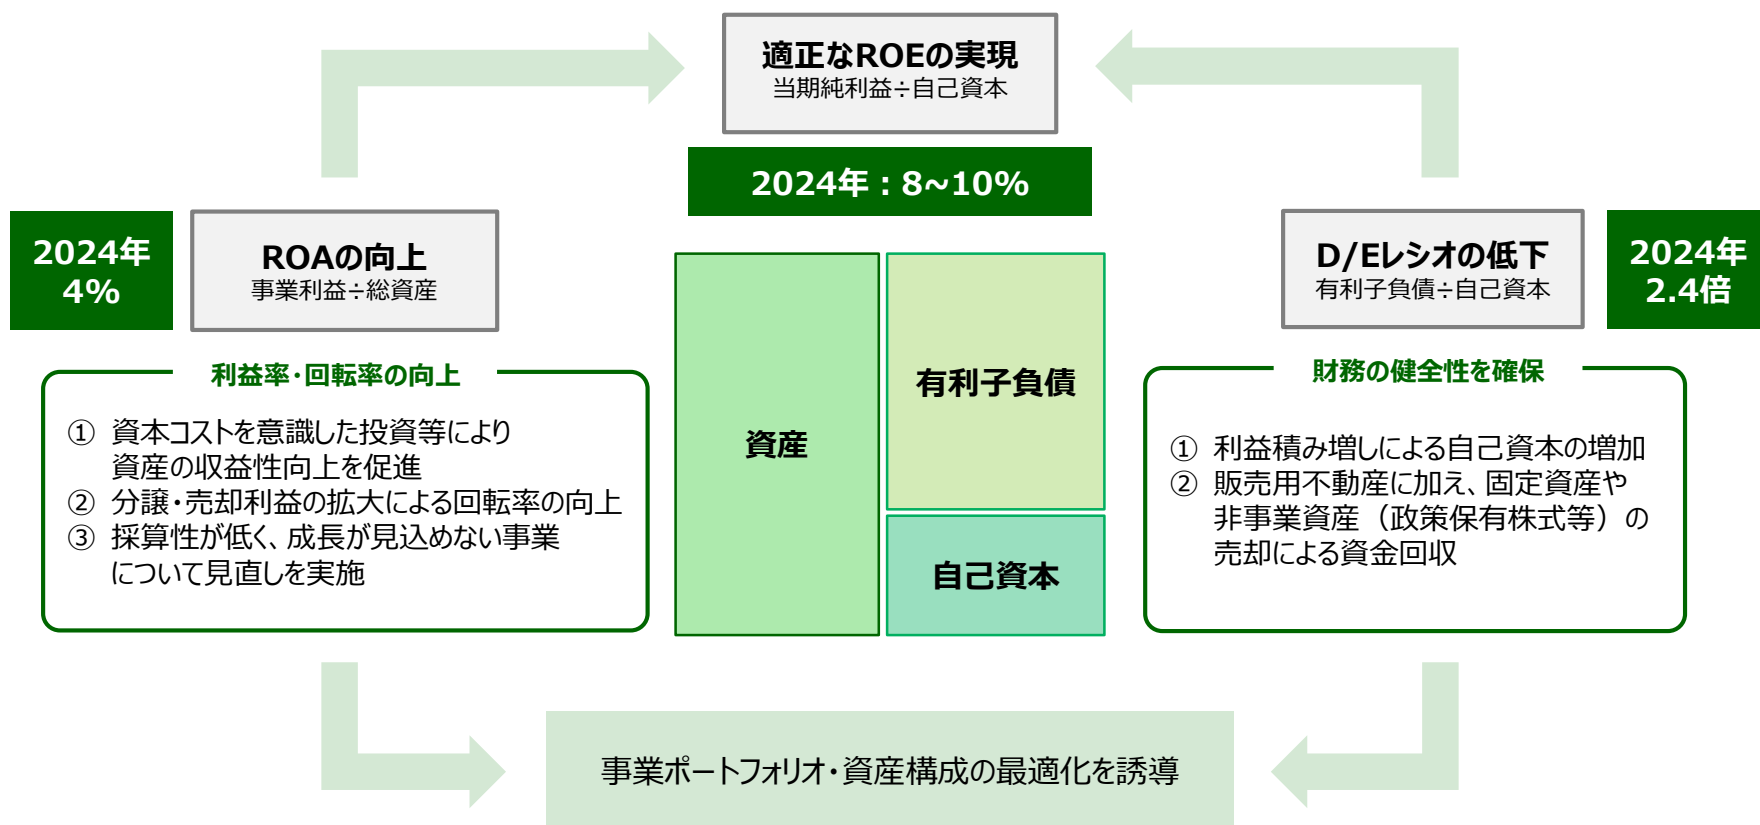 適正なROEの実現
当期純利益÷自己資本
2024年：8~10%
2024年
4%
ROAの向上
事業利益÷総資産
D/Eレシオの低下
有利子負債÷自己資本
2024年
2.4倍
利益率・回転率の向上
① 資本コストを意識した投資等により
資産の収益性向上を促進
② 分譲・売却利益の拡大による回転率の向上
③ 採算性が低く、成長が見込めない事業
について見直しを実施
資産
有利子負債
自己資本
財務の健全性を確保
① 利益積み増しによる自己資本の増加
② 販売用不動産に加え、固定資産や
非事業資産（政策保有株式等）の
売却による資金回収
事業ポートフォリオ・資産構成の最適化を誘導